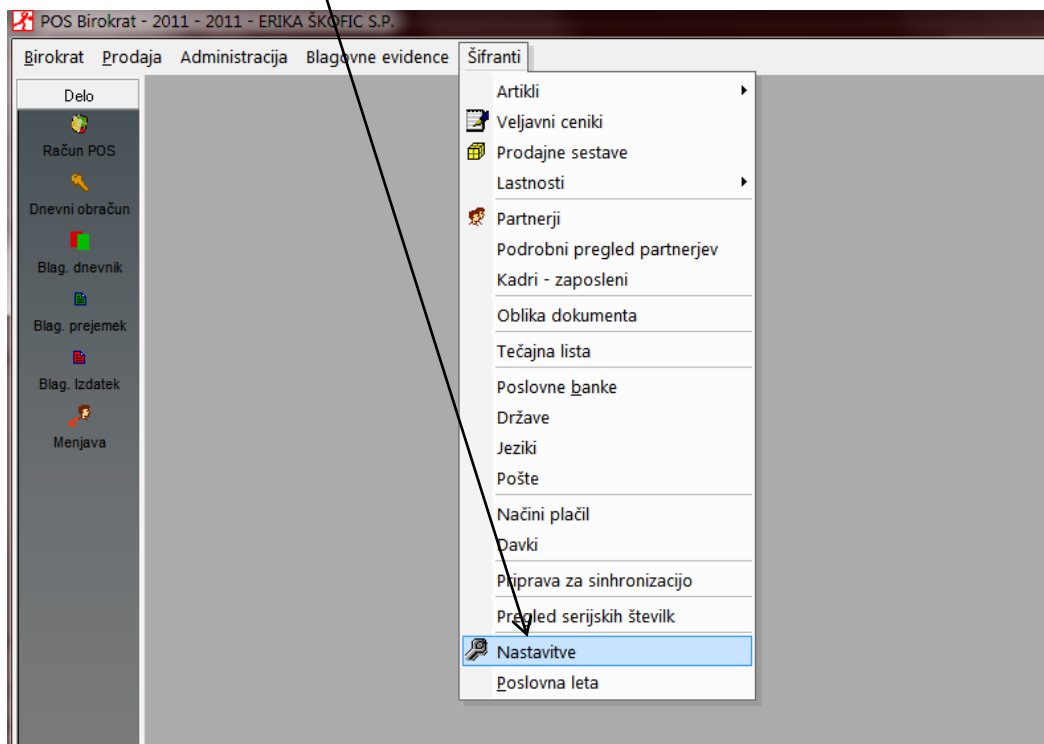 POS Birokrat - 2011 - 2011 - ERIKA ŠKOFIC S.P.
Birokrat Prodaja Administracija Blagovne evidence Šifranti
Delo
Račun POS
Dnevni obračun
Blag. dnevnik
Blag. prejemek
Blag. Izdatek
Menjava
Artikli
Veljavni ceniki
Prodajne sestave
Lastnosti
Partnerji
Podrobni pregled partnerjev
Kadri - zaposleni
Oblika dokumenta
Tečajna lista
Poslovne banke
Države
Jeziki
Pošte
Načini plačil
Davki
Priprava za sinhronizacijo
Pregled serijskih številk
Nastavitve
Poslovna leta